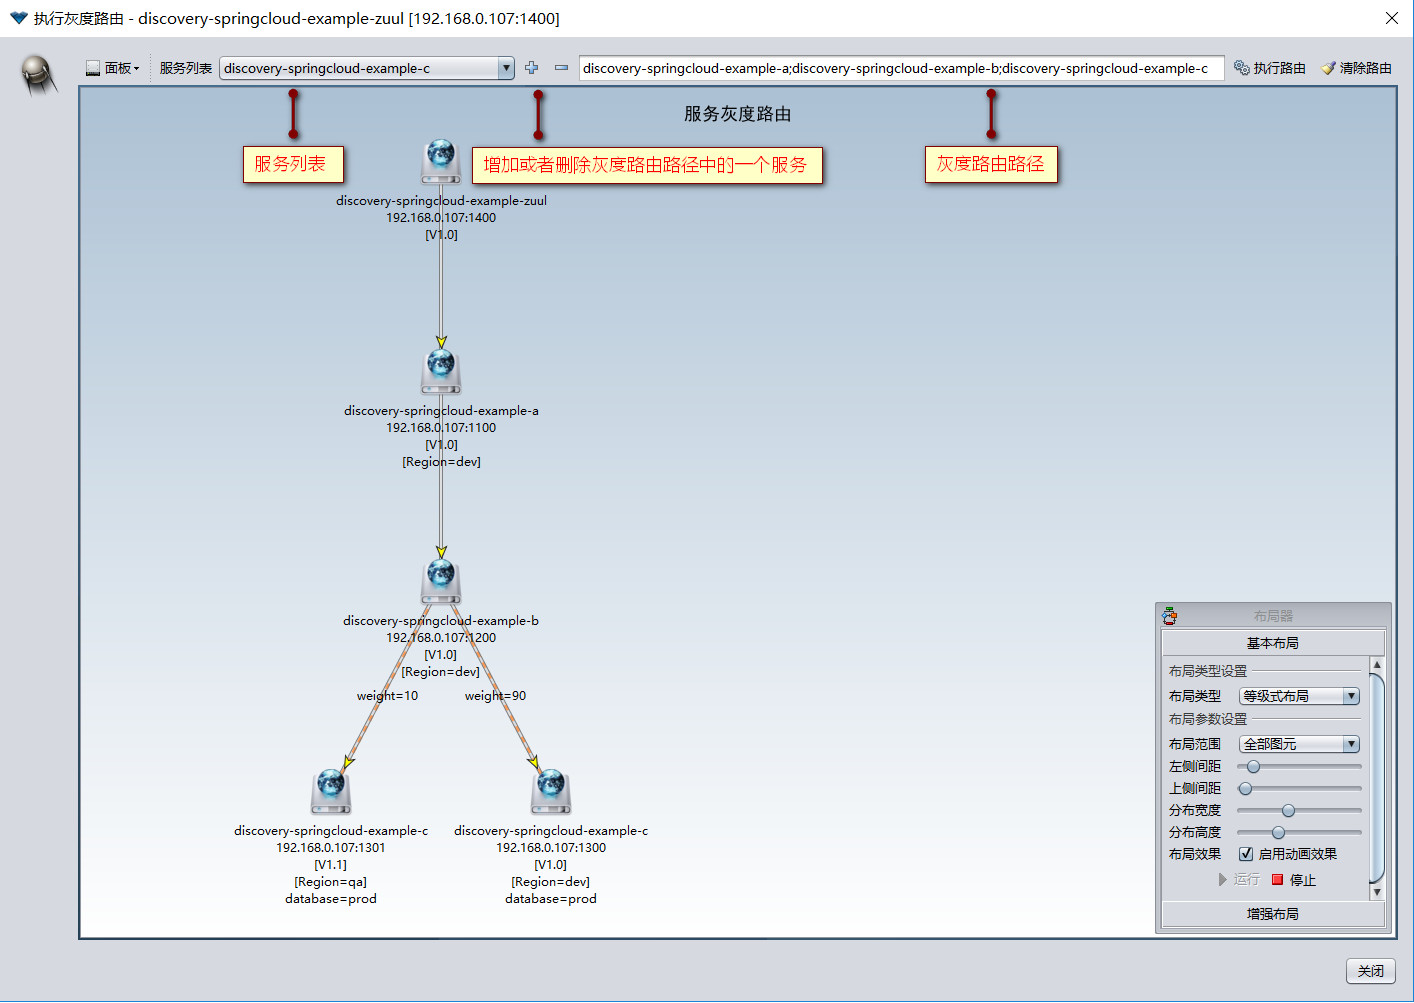 执行灰度路由 - discovery-springcloud-example-zuul [192.168.0.107:1400]
面板 服务列表 discovery-springcloud-example-c discovery-springcloud-example-a;discovery-springcloud-example-b;discovery-springcloud-example-c 执行路由 清除路由
服务灰度路由
服务列表 增加或者删除灰度路由路径中的一个服务 灰度路由路径
discovery-springcloud-example-zuul
192.168.0.107:1400
[V1.0]
discovery-springcloud-example-a
192.168.0.107:1100
[V1.0]
[Region=dev]
discovery-springcloud-example-b
192.168.0.107:1200
[V1.0]
[Region=dev]
weight=10 weight=90
discovery-springcloud-example-c
192.168.0.107:1301
[V1.1]
[Region=qa]
database=prod
discovery-springcloud-example-c
192.168.0.107:1300
[V1.0]
[Region=dev]
database=prod
布局器
基本布局
布局类型设置
布局类型 等级式布局
布局参数设置
布局范围 全部图元
左侧间距
上侧间距
分布宽度
分布高度
布局效果 启用动画效果
运行 停止
增强布局
关闭